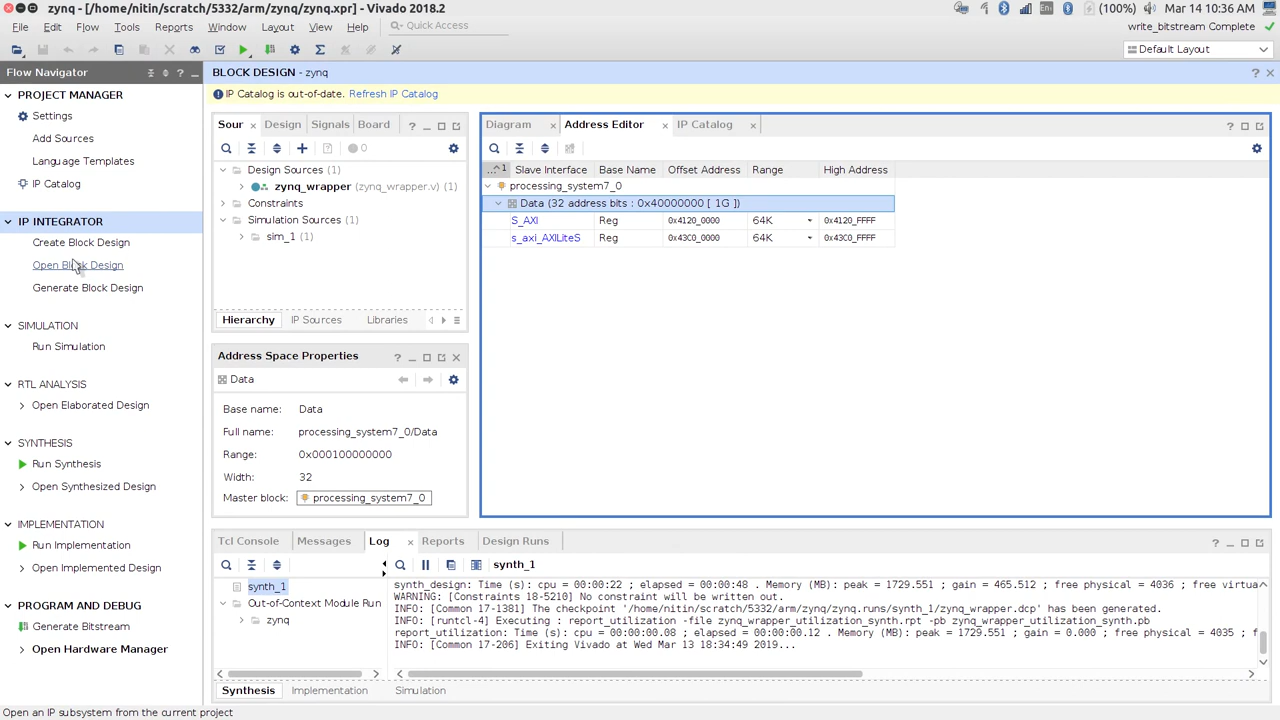 zynq - [/home/nitin/scratch/5332/arm/zynq/zynq.xpr] - Vivado 2018.2
En
(100%)
Mar 14 10:36 AM
File Edit Flow Tools Reports Window Layout View Help Quick Access
write_bitstream Complete
Default Layout
Flow Navigator
PROJECT MANAGER
Settings
Add Sources
Language Templates
IP Catalog
IP INTEGRATOR
Create Block Design
Open Block Design
Generate Block Design
SIMULATION
Run Simulation
RTL ANALYSIS
Open Elaborated Design
SYNTHESIS
Run Synthesis
Open Synthesized Design
IMPLEMENTATION
Run Implementation
Open Implemented Design
PROGRAM AND DEBUG
Generate Bitstream
Open Hardware Manager
BLOCK DESIGN - zynq
IP Catalog is out-of-date. Refresh IP Catalog
Sour Design Signals Board
0
Design Sources (1)
zynq_wrapper (zynq_wrapper.v) (1)
Constraints
Simulation Sources (1)
sim_1 (1)
Hierarchy IP Sources Libraries
Address Space Properties
Data
Base name: Data
Full name: processing_system7_0/Data
Range: 0x000100000000
Width: 32
Master block: processing_system7_0
Diagram Address Editor IP Catalog
...^1 Slave Interface Base Name Offset Address Range High Address
processing_system7_0
Data (32 address bits : 0x40000000 [ 1G ])
S_AXI Reg 0x4120_0000 64K 0x4120_FFFF
s_axi_AXILiteS Reg 0x43C0_0000 64K 0x43C0_FFFF
Tcl Console Messages Log Reports Design Runs
synth_1
Out-of-Context Module Run
zynq
synth_1
synth_design: Time (s): cpu = 00:00:22 ; elapsed = 00:00:48 . Memory (MB): peak = 1729.551 ; gain = 465.512 ; free physical = 4036 ; free virtua
WARNING: [Constraints 18-5210] No constraint will be written out.
INFO: [Common 17-1381] The checkpoint '/home/nitin/scratch/5332/arm/zynq/zynq.runs/synth_1/zynq_wrapper.dcp' has been generated.
INFO: [runtcl-4] Executing : report_utilization -file zynq_wrapper_utilization_synth.rpt -pb zynq_wrapper_utilization_synth.pb
report_utilization: Time (s): cpu = 00:00:00.08 ; elapsed = 00:00:00.12 . Memory (MB): peak = 1729.551 ; gain = 0.000 ; free physical = 4035 ; f
INFO: [Common 17-206] Exiting Vivado at Wed Mar 13 18:34:49 2019...
Synthesis Implementation Simulation
Open an IP subsystem from the current project